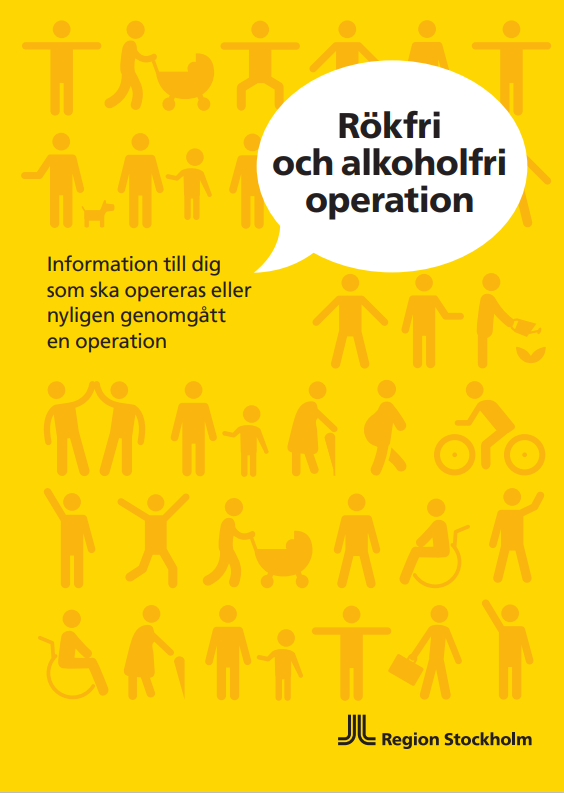 Rökfri
och alkoholfri
operation
Information till dig
som ska opereras eller
nyligen genomgått
en operation
Region Stockholm